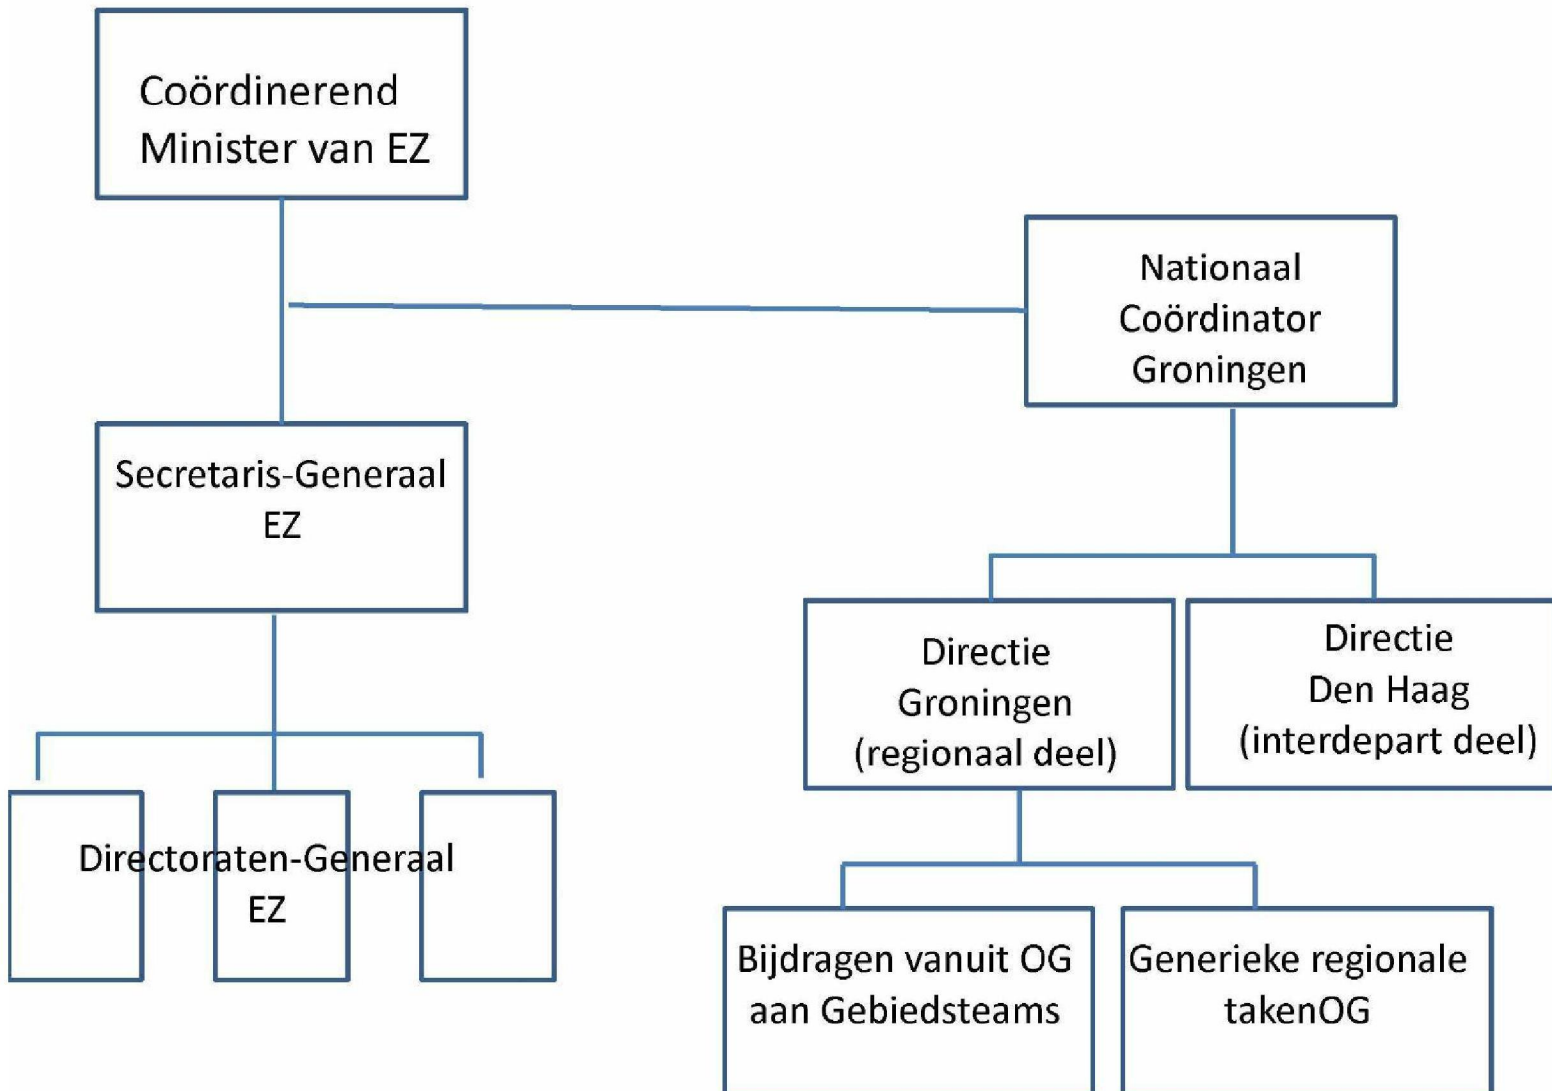 Coördinerend
Minister van EZ
Nationaal
Coördinator
Groningen
Secretaris-Generaal
EZ
Directie
Groningen
(regionaal deel)
Directie
Den Haag
(interdepart deel)
Directoraten-Generaal
EZ
Bijdragen vanuit OG
aan Gebiedsteams
Generieke regionale
takenOG